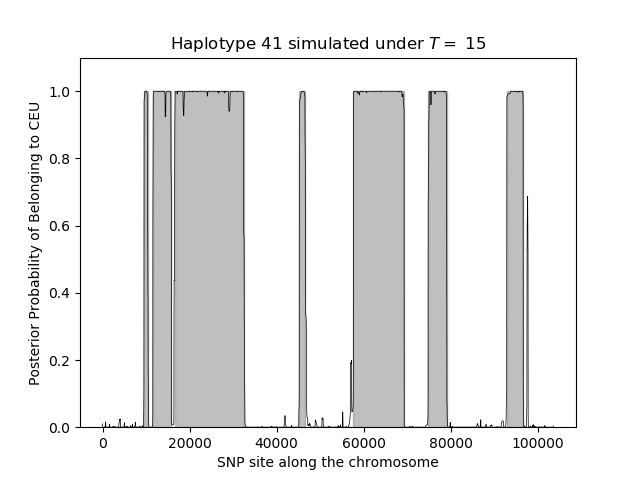 Haplotype 41 simulated under T = 15
1.0
0.8
0.6
0.4
0.2
0.0
Posterior Probability of Belonging to CEU
0 20000 40000 60000 80000 100000
SNP site along the chromosome